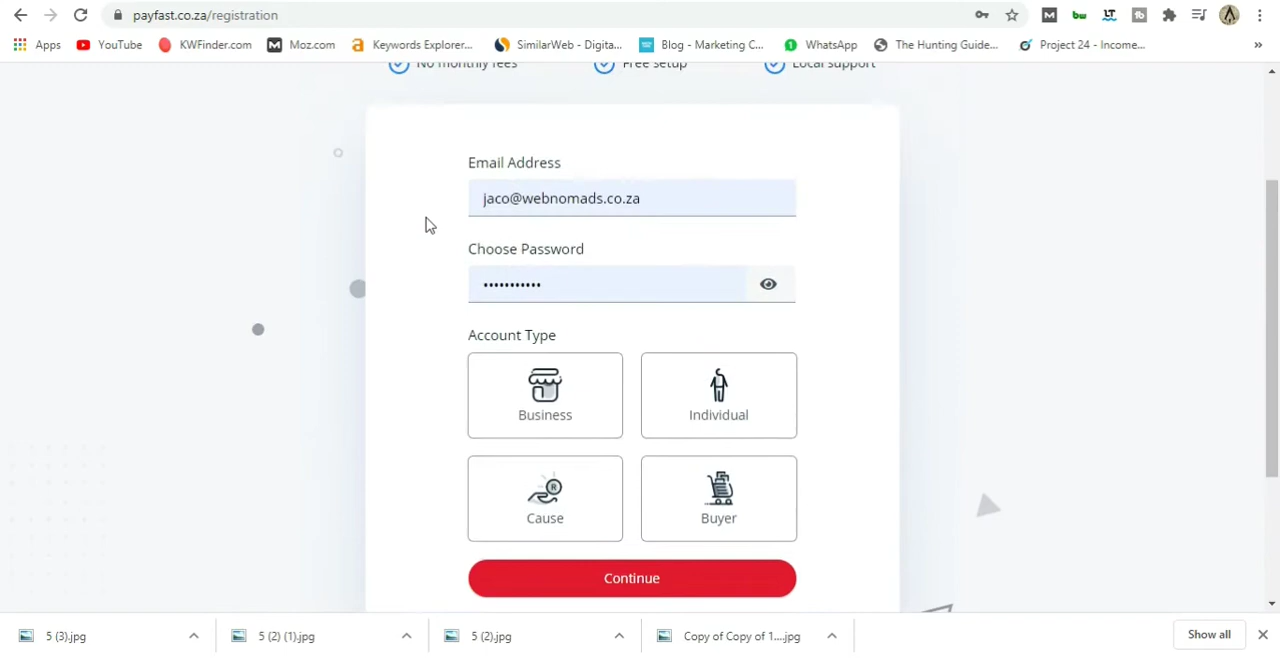 payfast.co.za/registration
Apps YouTube KWFinder.com Moz.com Keywords Explorer... SimilarWeb - Digita... Blog - Marketing C... WhatsApp The Hunting Guide... Project 24 - Income... »
No monthly fees Free setup Local support
Email Address
jaco@webnomads.co.za
Choose Password
•••••••••••
Account Type
Business Individual
Cause Buyer
Continue
5 (3).jpg 5 (2) (1).jpg 5 (2).jpg Copy of Copy of 1....jpg Show all